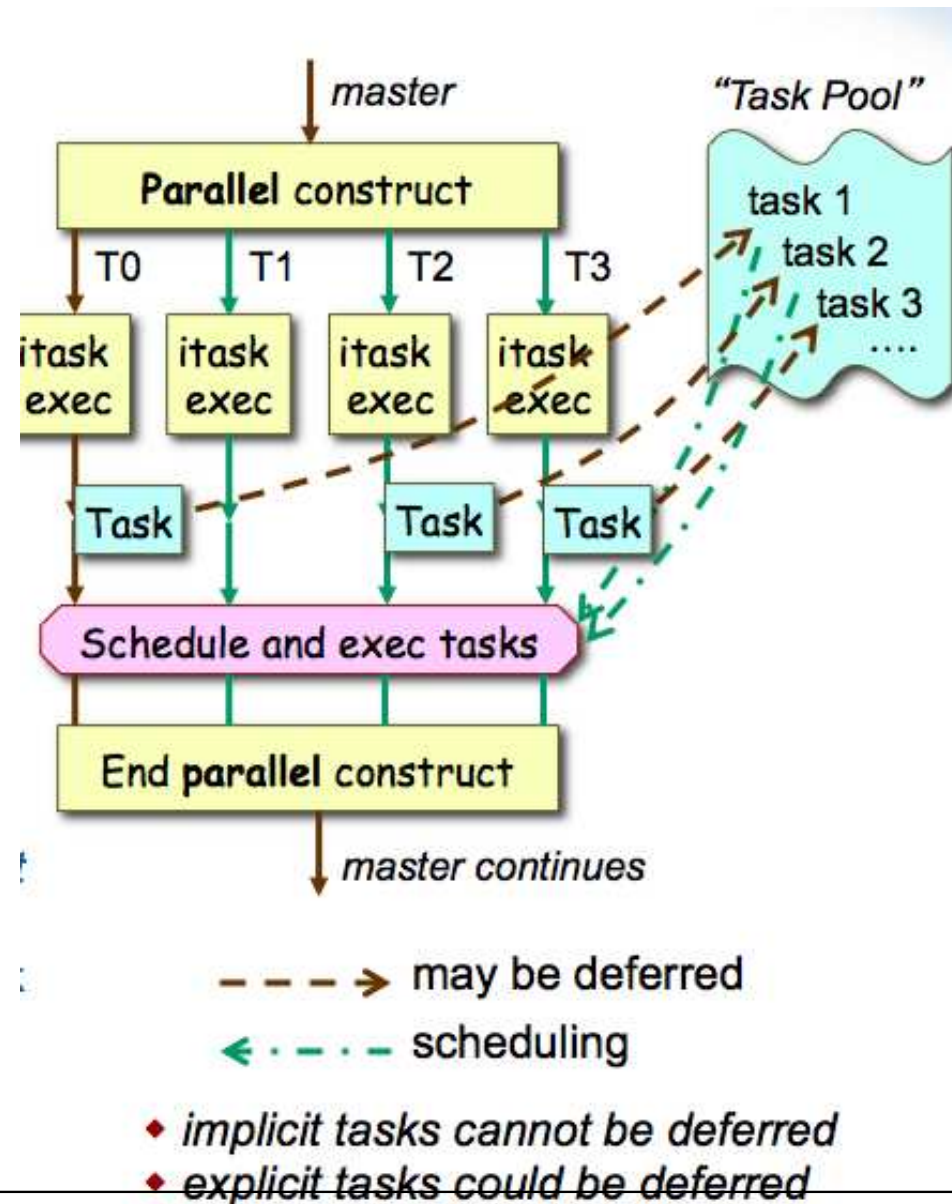 master
“Task Pool”
Parallel construct
task 1
task 2
task 3
....
T0 T1 T2 T3
itask exec
itask exec
itask exec
itask exec
Task
Task
Task
Schedule and exec tasks
End parallel construct
master continues
may be deferred
scheduling
implicit tasks cannot be deferred
explicit tasks could be deferred